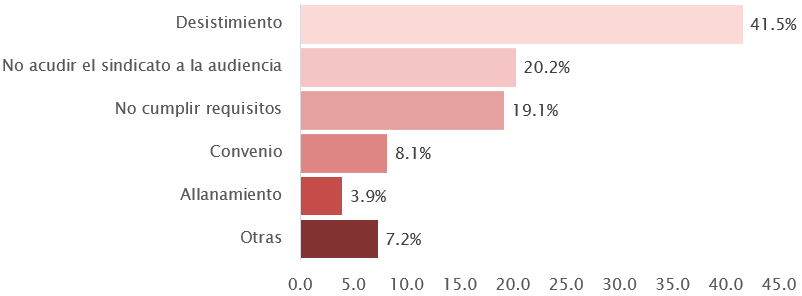 Desistimiento 41.5%
No acudir el sindicato a la audiencia 20.2%
No cumplir requisitos 19.1%
Convenio 8.1%
Allanamiento 3.9%
Otras 7.2%
0.0 5.0 10.0 15.0 20.0 25.0 30.0 35.0 40.0 45.0